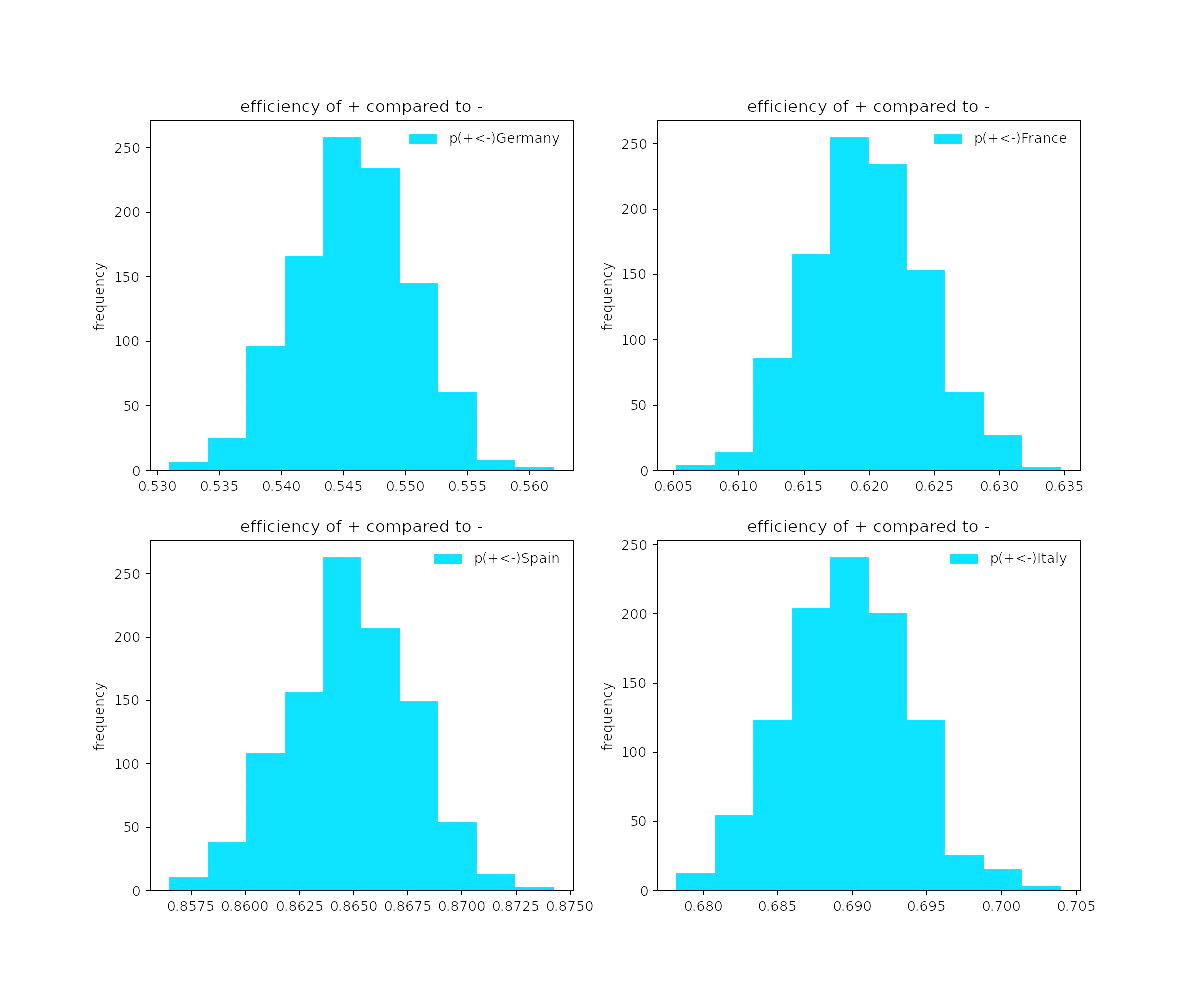 efficiency of + compared to -
p(+<-)Germany
frequency
250
200
150
100
50
0
0.530 0.535 0.540 0.545 0.550 0.555 0.560
efficiency of + compared to -
p(+<-)France
frequency
250
200
150
100
50
0
0.605 0.610 0.615 0.620 0.625 0.630 0.635
efficiency of + compared to -
p(+<-)Spain
frequency
250
200
150
100
50
0
0.8575 0.8600 0.8625 0.8650 0.8675 0.8700 0.8725 0.8750
efficiency of + compared to -
p(+<-)Italy
frequency
250
200
150
100
50
0
0.680 0.685 0.690 0.695 0.700 0.705